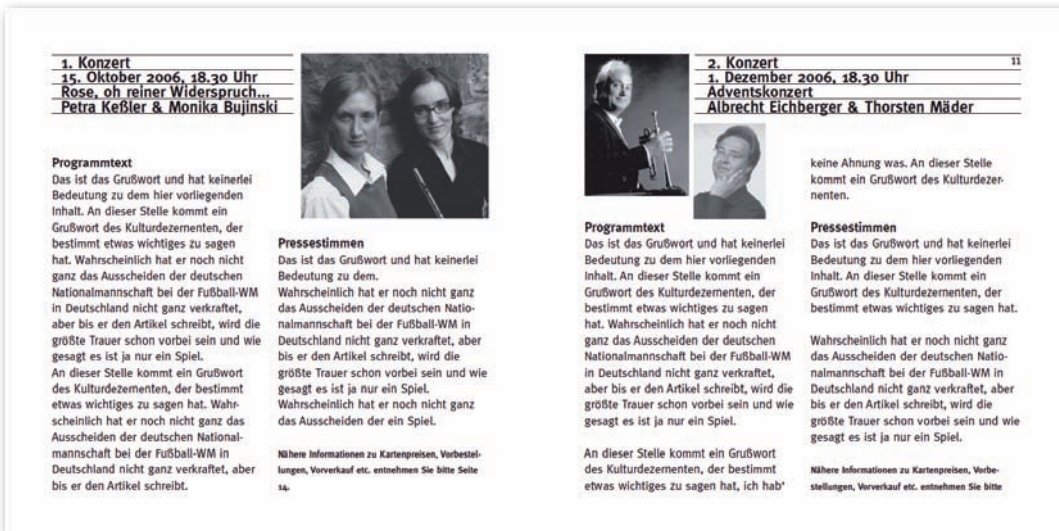 1. Konzert
15. Oktober 2006, 18.30 Uhr
Rose, oh reiner Widerspruch...
Petra Keßler & Monika Bujinski
Programmtext
Das ist das Grußwort und hat keinerlei
Bedeutung zu dem hier vorliegenden
Inhalt. An dieser Stelle kommt ein
Grußwort des Kulturdezernenten, der
bestimmt etwas wichtiges zu sagen
hat. Wahrscheinlich hat er noch nicht
ganz das Ausscheiden der deutschen
Nationalmannschaft bei der Fußball-WM
in Deutschland nicht ganz verkraftet,
aber bis er den Artikel schreibt, wird die
größte Trauer schon vorbei sein und wie
gesagt es ist ja nur ein Spiel.
An dieser Stelle kommt ein Grußwort
des Kulturdezernenten, der bestimmt
etwas wichtiges zu sagen hat. Wahr-
scheinlich hat er noch nicht ganz das
Ausscheiden der deutschen National-
mannschaft bei der Fußball-WM in
Deutschland nicht ganz verkraftet, aber
bis er den Artikel schreibt.
Pressestimmen
Das ist das Grußwort und hat keinerlei
Bedeutung zu dem.
Wahrscheinlich hat er noch nicht ganz
das Ausscheiden der deutschen Natio-
nalmannschaft bei der Fußball-WM in
Deutschland nicht ganz verkraftet, aber
bis er den Artikel schreibt, wird die
größte Trauer schon vorbei sein und wie
gesagt es ist ja nur ein Spiel.
Wahrscheinlich hat er noch nicht ganz
das Ausscheiden der ein Spiel.
Nähere Informationen zu Kartenpreisen, Vorbestel-
lungen, Vorverkauf etc. entnehmen Sie bitte Seite
14.
2. Konzert
11
1. Dezember 2006, 18.30 Uhr
Adventskonzert
Albrecht Eichberger & Thorsten Mäder
Programmtext
Das ist das Grußwort und hat keinerlei
Bedeutung zu dem hier vorliegenden
Inhalt. An dieser Stelle kommt ein
Grußwort des Kulturdezernenten, der
bestimmt etwas wichtiges zu sagen
hat. Wahrscheinlich hat er noch nicht
ganz das Ausscheiden der deutschen
Nationalmannschaft bei der Fußball-WM
in Deutschland nicht ganz verkraftet,
aber bis er den Artikel schreibt, wird die
größte Trauer schon vorbei sein und wie
gesagt es ist ja nur ein Spiel.
An dieser Stelle kommt ein Grußwort
des Kulturdezernenten, der bestimmt
etwas wichtiges zu sagen hat, ich hab'
keine Ahnung was. An dieser Stelle
kommt ein Grußwort des Kulturdezer-
nenten.
Pressestimmen
Das ist das Grußwort und hat keinerlei
Bedeutung zu dem hier vorliegenden
Inhalt. An dieser Stelle kommt ein
Grußwort des Kulturdezernenten, der
bestimmt etwas wichtiges zu sagen hat.
Wahrscheinlich hat er noch nicht ganz
das Ausscheiden der deutschen Natio-
nalmannschaft bei der Fußball-WM in
Deutschland nicht ganz verkraftet, aber
bis er den Artikel schreibt, wird die
größte Trauer schon vorbei sein und wie
gesagt es ist ja nur ein Spiel.
Nähere Informationen zu Kartenpreisen, Vorbe-
stellungen, Vorverkauf etc. entnehmen Sie bitte